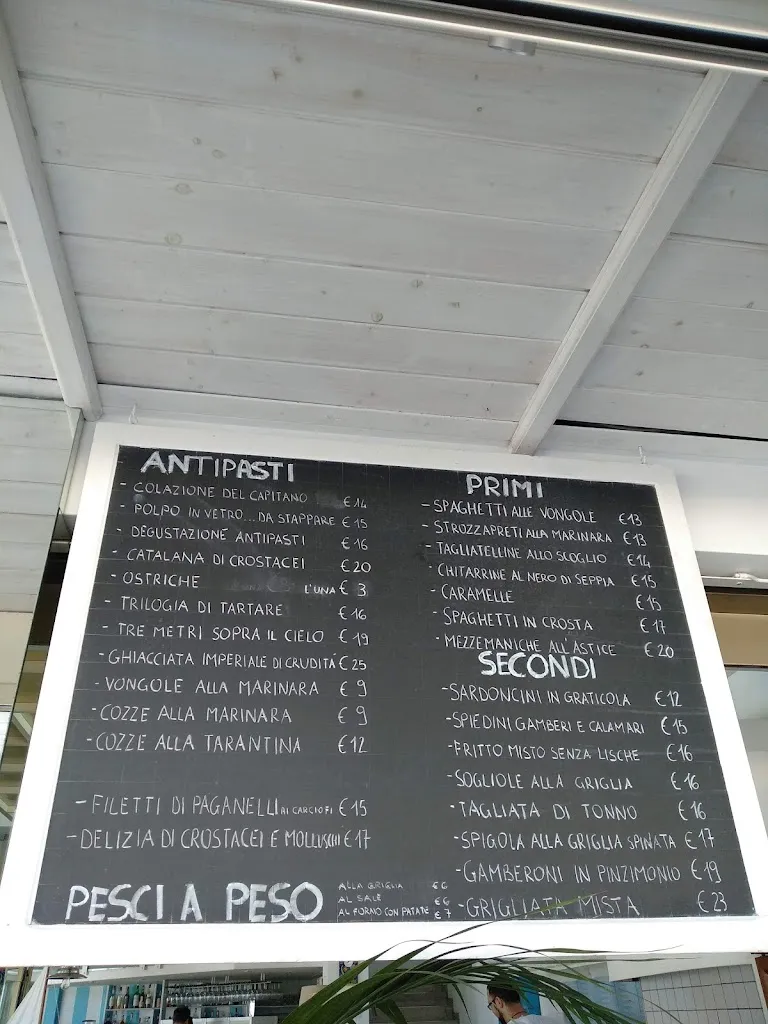 ANTIPASTI
- COLAZIONE DEL CAPITANO € 14
- POLPO IN VETRO...DA STAPPARE € 15
- DEGUSTAZIONE ANTIPASTI € 16
- CATALANA DI CROSTACEI € 20
- OSTRICHE L'UNA € 3
- TRILOGIA DI TARTARE € 16
- TRE METRI SOPRA IL CIELO € 19
- GHIACCIATA IMPERIALE DI CRUDITÁ € 25
- VONGOLE ALLA MARINARA € 9
- COZZE ALLA MARINARA € 9
- COZZE ALLA TARANTINA € 12
- FILETTI DI PAGANELLI AI CARCIOFI € 15
- DELIZIA DI CROSTACEI E MOLLUSCHI € 17
PESCI A PESO
ALLA GRIGLIA € 6
AL SALE € 6
AL FORNO CON PATATE € 7
PRIMI
- SPAGHETTI ALLE VONGOLE € 13
- STROZZAPRETI ALLA MARINARA € 13
- TAGLIATELLINE ALLO SCOGLIO € 14
- CHITARRINE AL NERO DI SEPPIA € 15
- CARAMELLE € 15
- SPAGHETTI IN CROSTA € 17
- MEZZEMANICHE ALL'ASTICE € 20
SECONDI
- SARDONCINI IN GRATICOLA € 12
- SPIEDINI GAMBERI E CALAMARI € 15
- FRITTO MISTO SENZA LISCHE € 16
- SOGLIOLE ALLA GRIGLIA € 16
- TAGLIATA DI TONNO € 16
- SPIGOLA ALLA GRIGLIA SPINATA € 17
- GAMBERONI IN PINZIMONIO € 19
- GRIGLIATA MISTA € 23